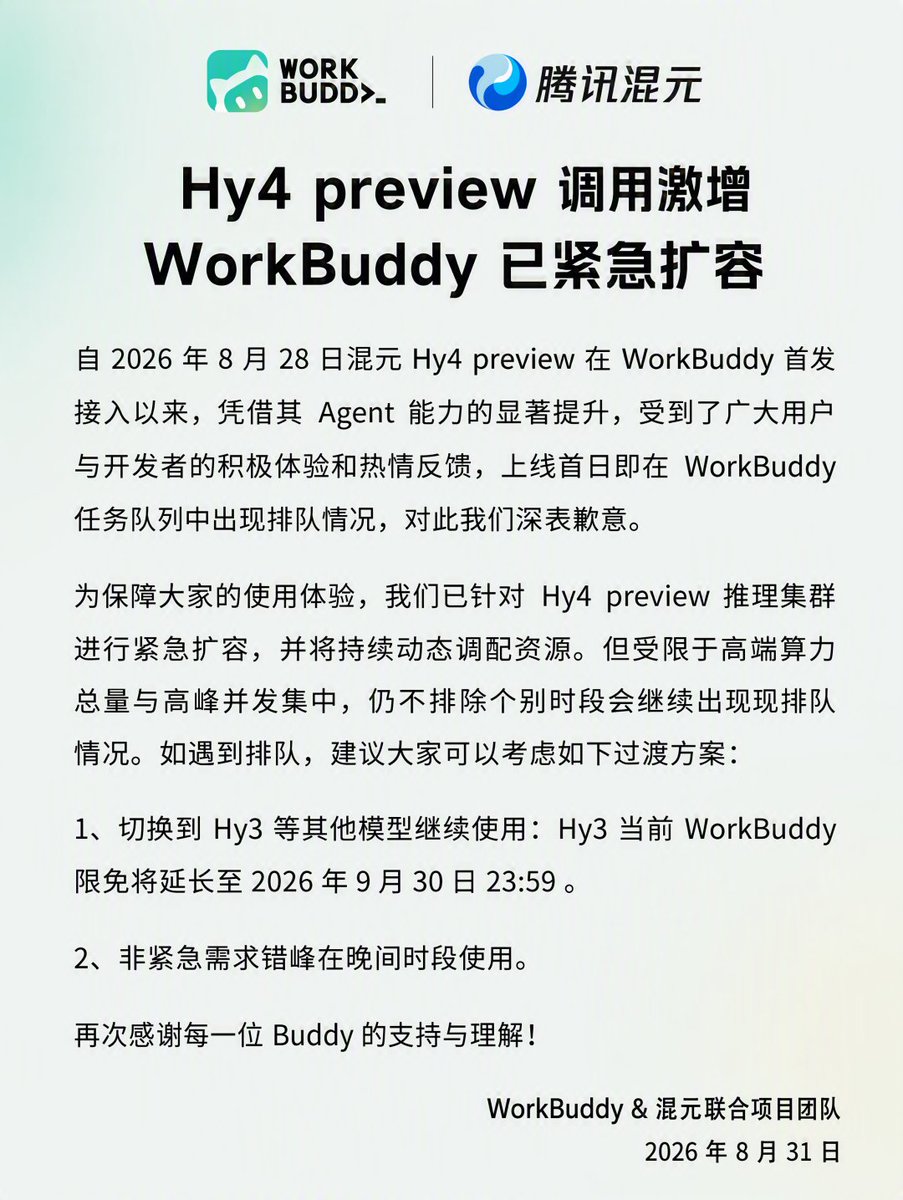 WORK
BUDDY_
腾讯混元
Hy4 preview 调用激增
WorkBuddy 已紧急扩容
自 2026 年 8 月 28 日混元 Hy4 preview 在 WorkBuddy 首发
接入以来，凭借其 Agent 能力的显著提升，受到了广大用户
与开发者的积极体验和热情反馈，上线首日即在 WorkBuddy
任务队列中出现排队情况，对此我们深表歉意。
为保障大家的使用体验，我们已针对 Hy4 preview 推理集群
进行紧急扩容，并将持续动态调配资源。但受限于高端算力
总量与高峰并发集中，仍不排除个别时段会继续出现现排队
情况。如遇到排队，建议大家可以考虑如下过渡方案：
1、切换到 Hy3 等其他模型继续使用：Hy3 当前 WorkBuddy
限免将延长至 2026 年 9 月 30 日 23:59 。
2、非紧急需求错峰在晚间时段使用。
再次感谢每一位 Buddy 的支持与理解！
WorkBuddy & 混元联合项目团队
2026 年 8 月 31 日